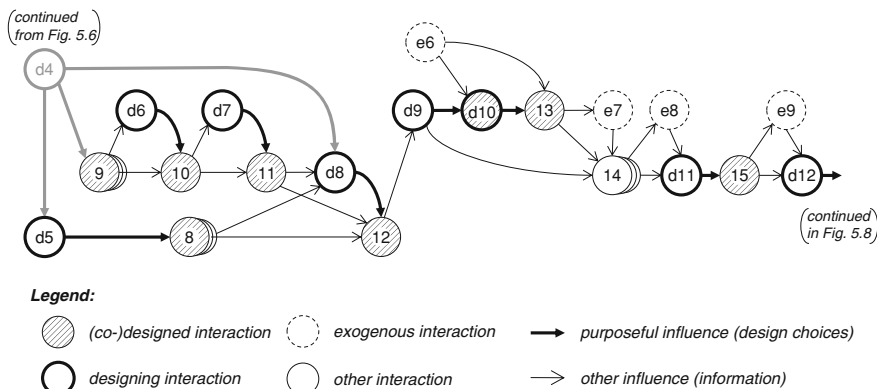 (continued
from Fig. 5.6)
d4
d6
d7
9
10
11
d8
d5
8
12
e6
d9
d10
13
e7
e8
e9
14
d11
15
d12
(continued
in Fig. 5.8)
Legend:
(co-)designed interaction
exogenous interaction
purposeful influence (design choices)
designing interaction
other interaction
other influence (information)